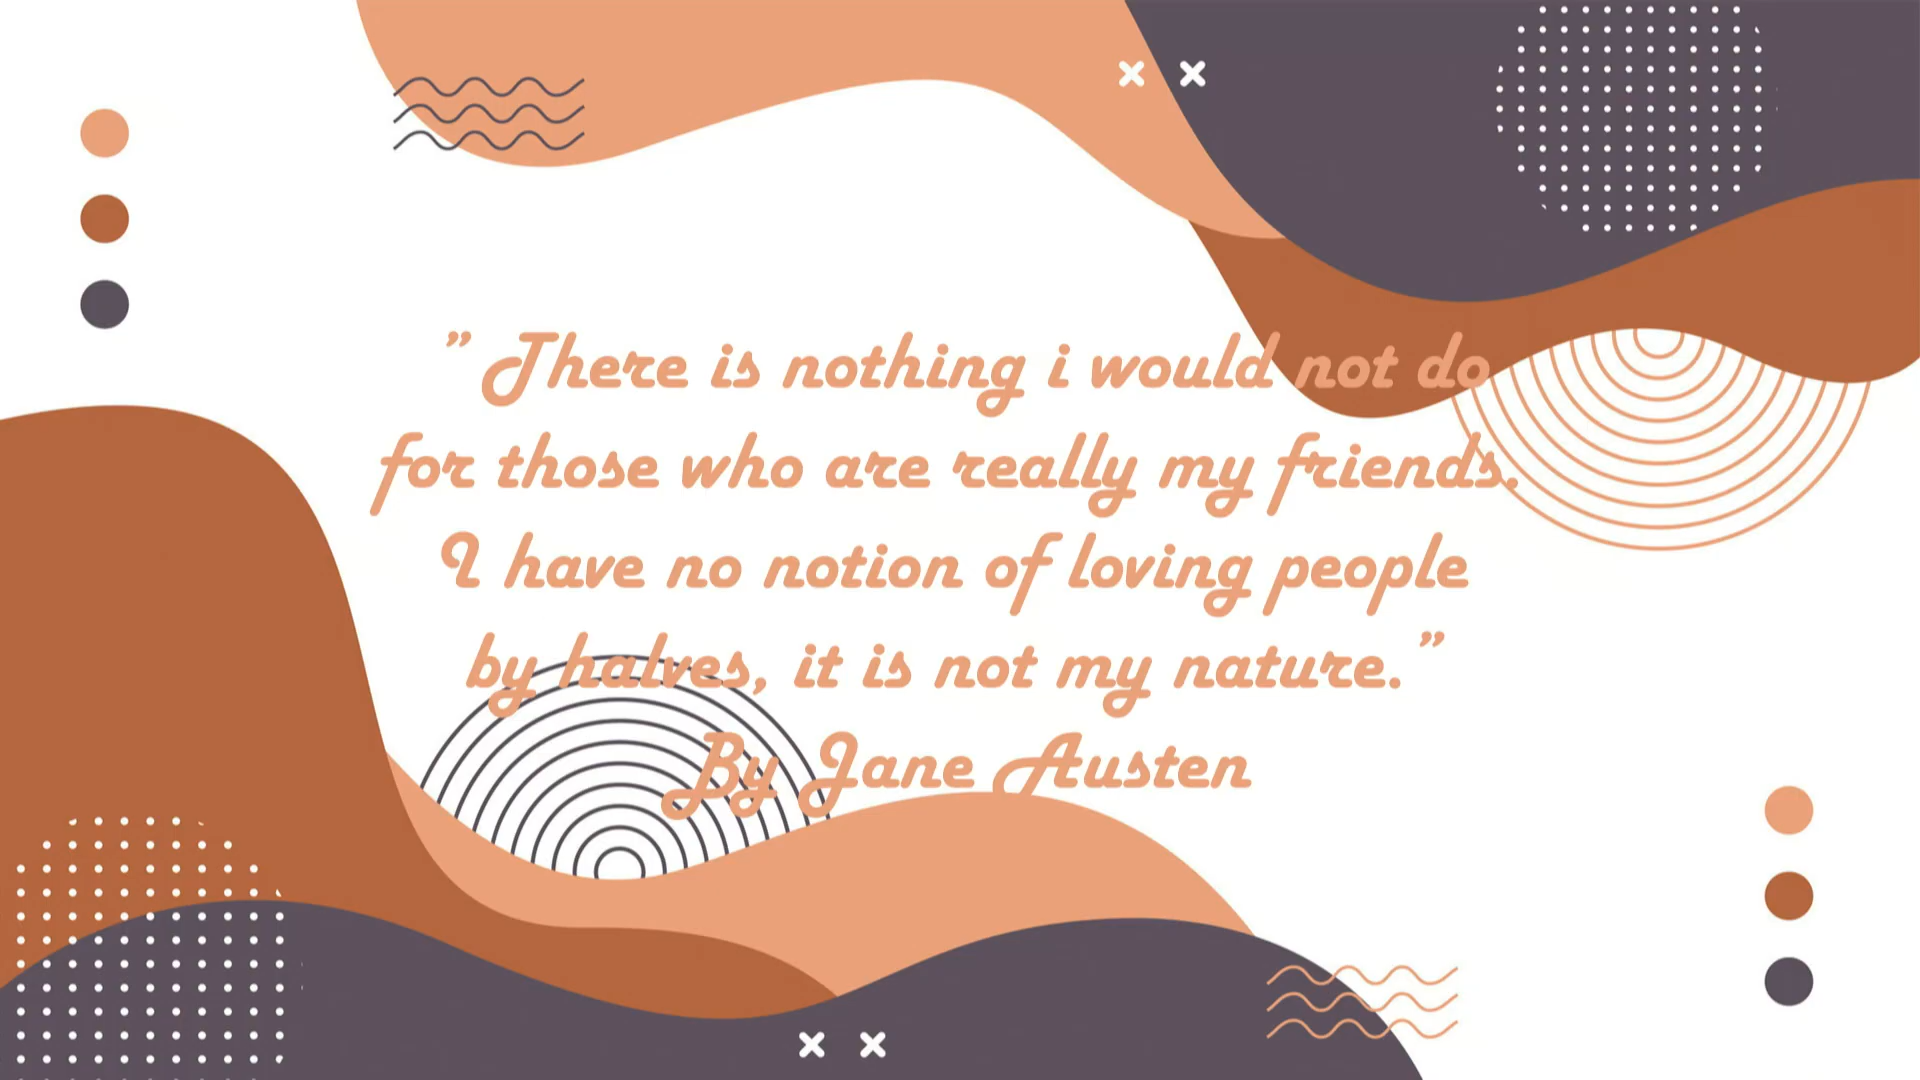 ” There is nothing i would not do
for those who are really my friends.
I have no notion of loving people
by halves, it is not my nature. ”
By Jane Austen